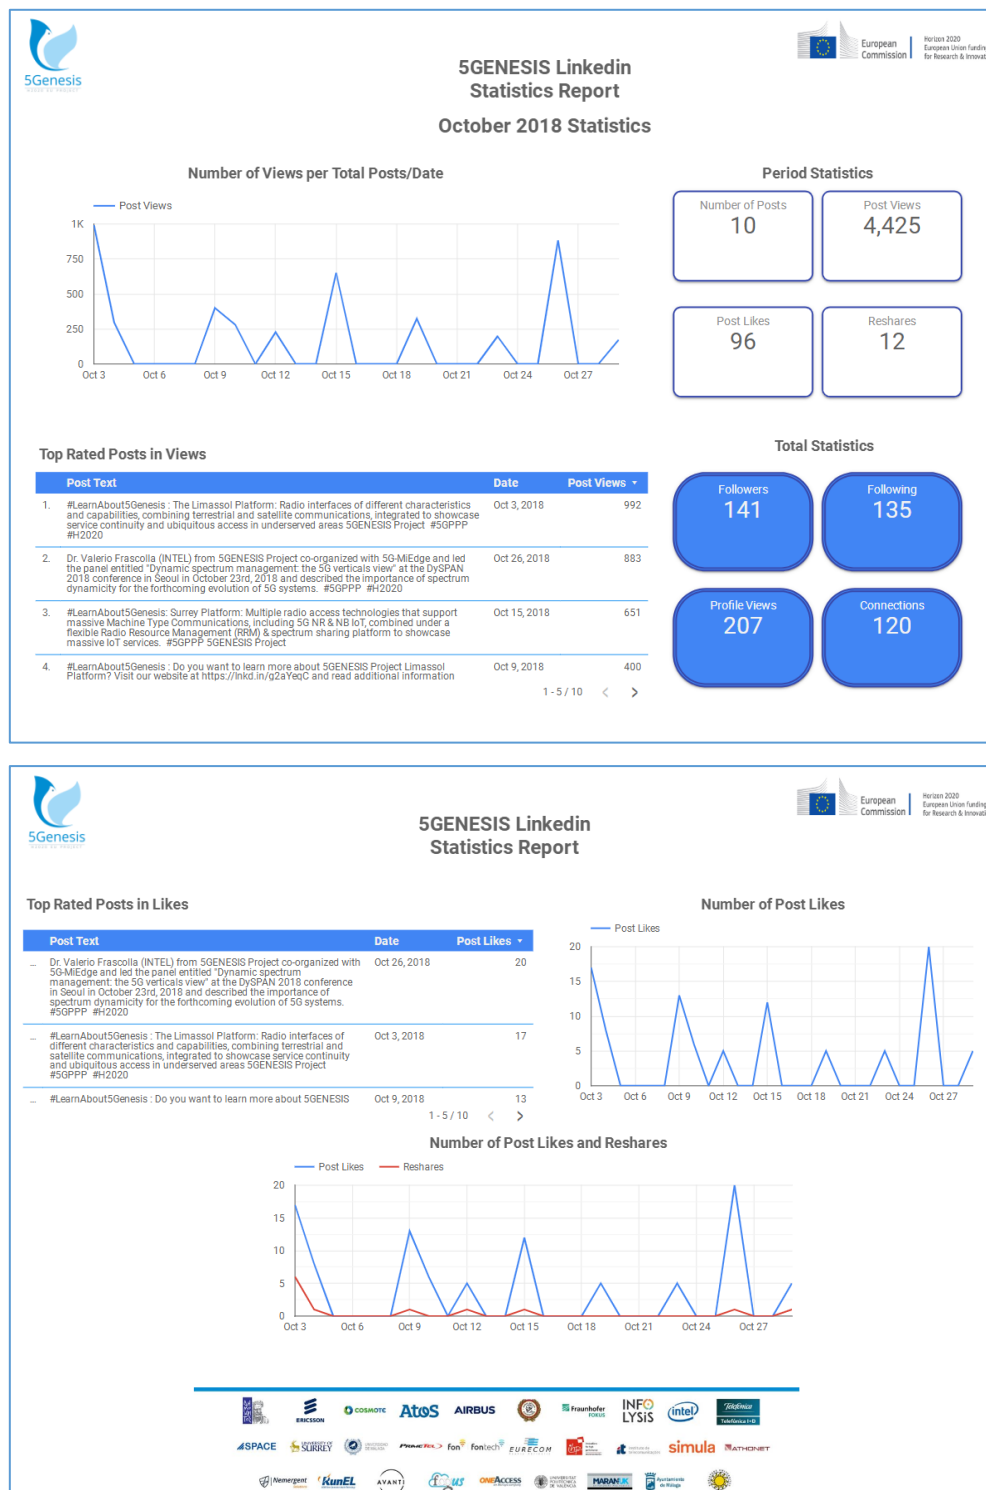 5Genesis
European
Commission
Horizon 2020
European Union funding
for Research & Innovati
5GENESIS Linkedin
Statistics Report
October 2018 Statistics
Number of Views per Total Posts/Date
Post Views
1K
750
500
250
0
Oct 3 Oct 6 Oct 9 Oct 12 Oct 15 Oct 18 Oct 21 Oct 24 Oct 27
Period Statistics
Number of Posts
10
Post Views
4,425
Post Likes
96
Reshares
12
Top Rated Posts in Views
Post Text Date Post Views
1. #LearnAbout5Genesis : The Limassol Platform: Radio interfaces of different characteristics Oct 3, 2018 992
and capabilities, combining terrestrial and satellite communications, integrated to showcase
service continuity and ubiquitous access in underserved areas 5GENESIS Project #5GPPP
#H2020
2. Dr. Valerio Frascolla (INTEL) from 5GENESIS Project co-organized with 5G-MiEdge and led Oct 26, 2018 883
the panel entitled "Dynamic spectrum management: the 5G verticals view" at the DySPAN
2018 conference in Seoul in October 23rd, 2018 and described the importance of spectrum
dynamicity for the forthcoming evolution of 5G systems. #5GPPP #H2020
3. #LearnAbout5Genesis: Surrey Platform: Multiple radio access technologies that support Oct 15, 2018 651
massive Machine Type Communications, including 5G NR & NB IoT, combined under a
flexible Radio Resource Management (RRM) & spectrum sharing platform to showcase
massive IoT services. #5GPPP 5GENESIS Project
4. #LearnAbout5Genesis : Do you want to learn more about 5GENESIS Project Limassol Oct 9, 2018 400
Platform? Visit our website at https://lnkd.in/g2aYeqC and read additional information
1 - 5 / 10
Total Statistics
Followers
141
Following
135
Profile Views
207
Connections
120
5Genesis
European
Commission
Horizon 2020
European Union funding
for Research & Innovati
5GENESIS Linkedin
Statistics Report
Top Rated Posts in Likes
Post Text Date Post Likes
... Dr. Valerio Frascolla (INTEL) from 5GENESIS Project co-organized with Oct 26, 2018 20
5G-MiEdge and led the panel entitled "Dynamic spectrum
management: the 5G verticals view" at the DySPAN 2018 conference
in Seoul in October 23rd, 2018 and described the importance of
spectrum dynamicity for the forthcoming evolution of 5G systems.
#5GPPP #H2020
... #LearnAbout5Genesis : The Limassol Platform: Radio interfaces of Oct 3, 2018 17
different characteristics and capabilities, combining terrestrial and
satellite communications, integrated to showcase service continuity
and ubiquitous access in underserved areas 5GENESIS Project
#5GPPP #H2020
... #LearnAbout5Genesis : Do you want to learn more about 5GENESIS Oct 9, 2018 13
1 - 5 / 10
Number of Post Likes
Post Likes
20
15
10
5
0
Oct 3 Oct 6 Oct 9 Oct 12 Oct 15 Oct 18 Oct 21 Oct 24 Oct 27
Number of Post Likes and Reshares
Post Likes Reshares
20
15
10
5
0
Oct 3 Oct 6 Oct 9 Oct 12 Oct 15 Oct 18 Oct 21 Oct 24 Oct 27
ERICSSON
COSMOTE
Atos
AIRBUS
Fraunhofer
FOKUS
INFO
LYSiS
intel
Telefónica
Telefónica I+D
SPACE
UNIVERSITY OF
SURREY
UNIVERSIDAD
DE MÁLAGA
PRIMETEL
fon
fontech
EURECOM
simula
ATHONET
Nemergent
KunEL
AVANTI
ONEACCESS
UNIVERSITAT
POLITÈCNICA
DE VALÈNCIA
MARAN UK
Ayuntamiento
de Málaga